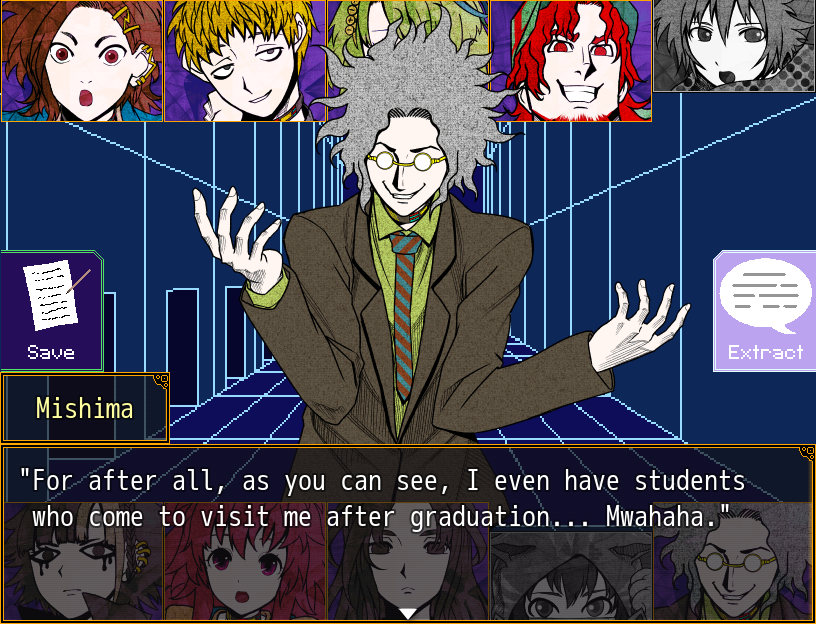 Save
Extract
Mishima
"For after all, as you can see, I even have students
who come to visit me after graduation... Mwahaha."